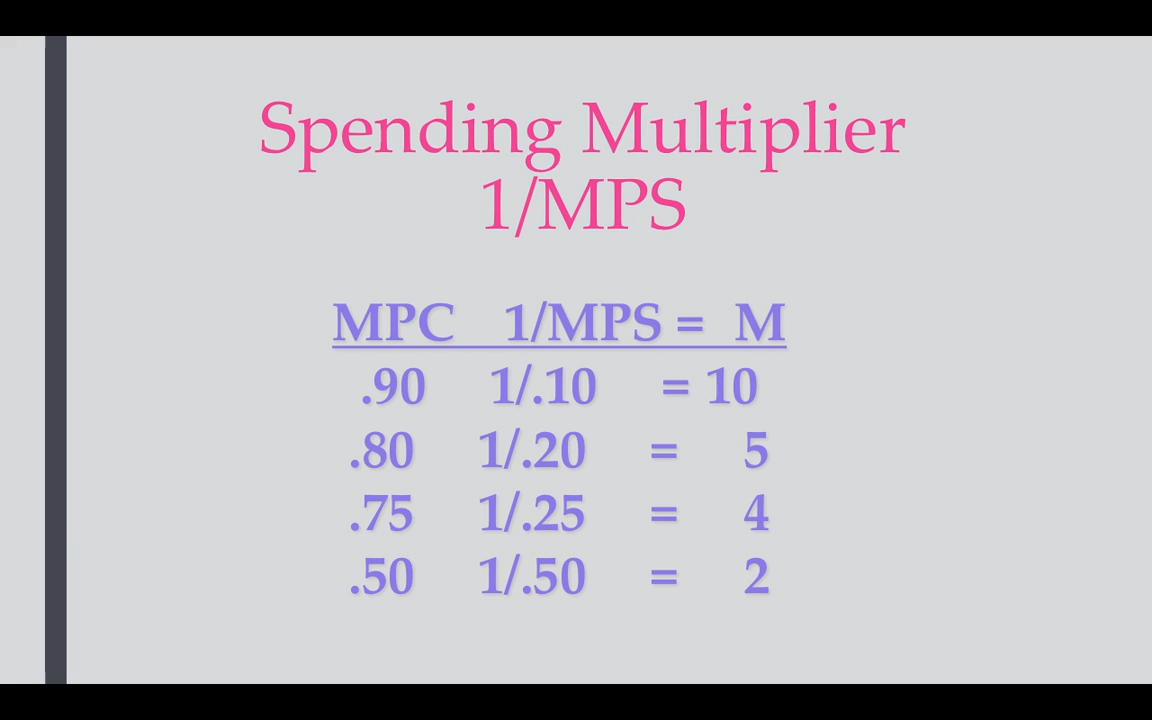 Spending Multiplier
1/MPS
MPC 1/MPS = M
.90 1/.10 = 10
.80 1/.20 = 5
.75 1/.25 = 4
.50 1/.50 = 2